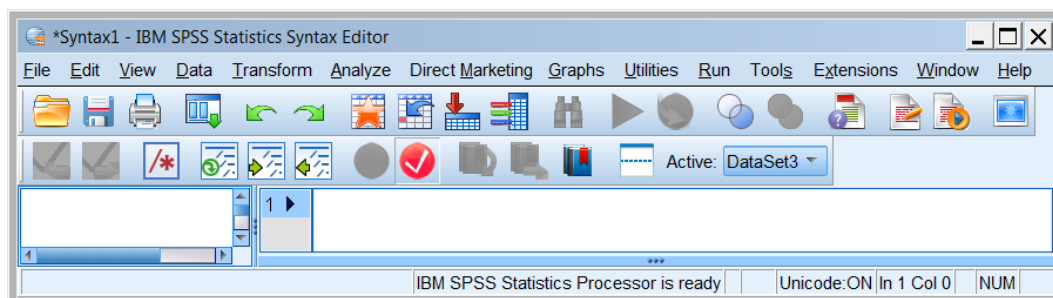 *Syntax1 - IBM SPSS Statistics Syntax Editor
File Edit View Data Transform Analyze Direct Marketing Graphs Utilities Run Tools Extensions Window Help
/*
Active: DataSet3
1
IBM SPSS Statistics Processor is ready Unicode:ON In 1 Col 0 NUM